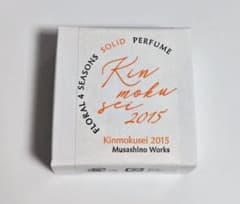 FLORAL 4 SEASONS SOLID PERFUME
Kin
moku
sei
2015
Kinmokusei 2015
Musashino Works